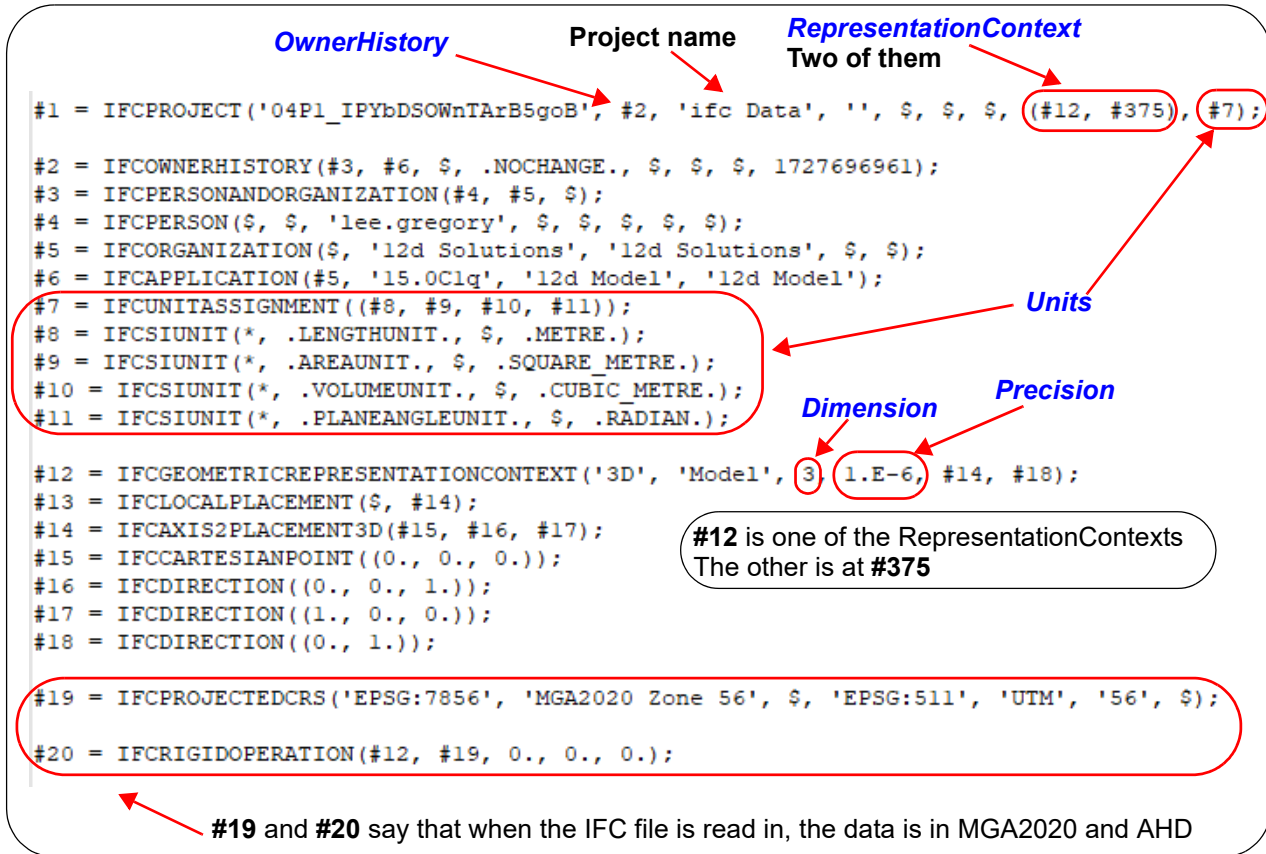 OwnerHistory
Project name
RepresentationContext
Two of them
#1 = IFCPROJECT('04Pl_IPYbDSOWnTArB5goB', #2, 'ifc Data', '', $, $, $, (#12, #375), #7);
#2 = IFCOWNERHISTORY(#3, #6, $, .NOCHANGE., $, $, $, 1727696961);
#3 = IFCPERSONANDORGANIZATION(#4, #5, $);
#4 = IFCPERSON($, $, 'lee.gregory', $, $, $, $, $);
#5 = IFCORGANIZATION($, '12d Solutions', '12d Solutions', $, $);
#6 = IFCAPPLICATION(#5, '15.0C1q', '12d Model', '12d Model');
#7 = IFCUNITASSIGNMENT((#8, #9, #10, #11));
Units
#8 = IFCSIUNIT(*, .LENGTHUNIT., $, .METRE.);
#9 = IFCSIUNIT(*, .AREAUNIT., $, .SQUARE_METRE.);
#10 = IFCSIUNIT(*, .VOLUMEUNIT., $, .CUBIC_METRE.);
#11 = IFCSIUNIT(*, .PLANEANGLEUNIT., $, .RADIAN.);
Dimension
Precision
#12 = IFCGEOMETRICREPRESENTATIONCONTEXT('3D', 'Model', 3, 1.E-6, #14, #18);
#13 = IFCLOCALPLACEMENT($, #14);
#14 = IFCAXIS2PLACEMENT3D(#15, #16, #17);
#15 = IFCCARTESIANPOINT((0., 0., 0.));
#16 = IFCDIRECTION((0., 0., 1.));
#17 = IFCDIRECTION((1., 0., 0.));
#18 = IFCDIRECTION((0., 1.));
#12 is one of the RepresentationContexts
The other is at #375
#19 = IFCPROJECTEDCRS('EPSG:7856', 'MGA2020 Zone 56', $, 'EPSG:511', 'UTM', '56', $);
#20 = IFCRIGIDOPERATION(#12, #19, 0., 0., 0.);
#19 and #20 say that when the IFC file is read in, the data is in MGA2020 and AHD